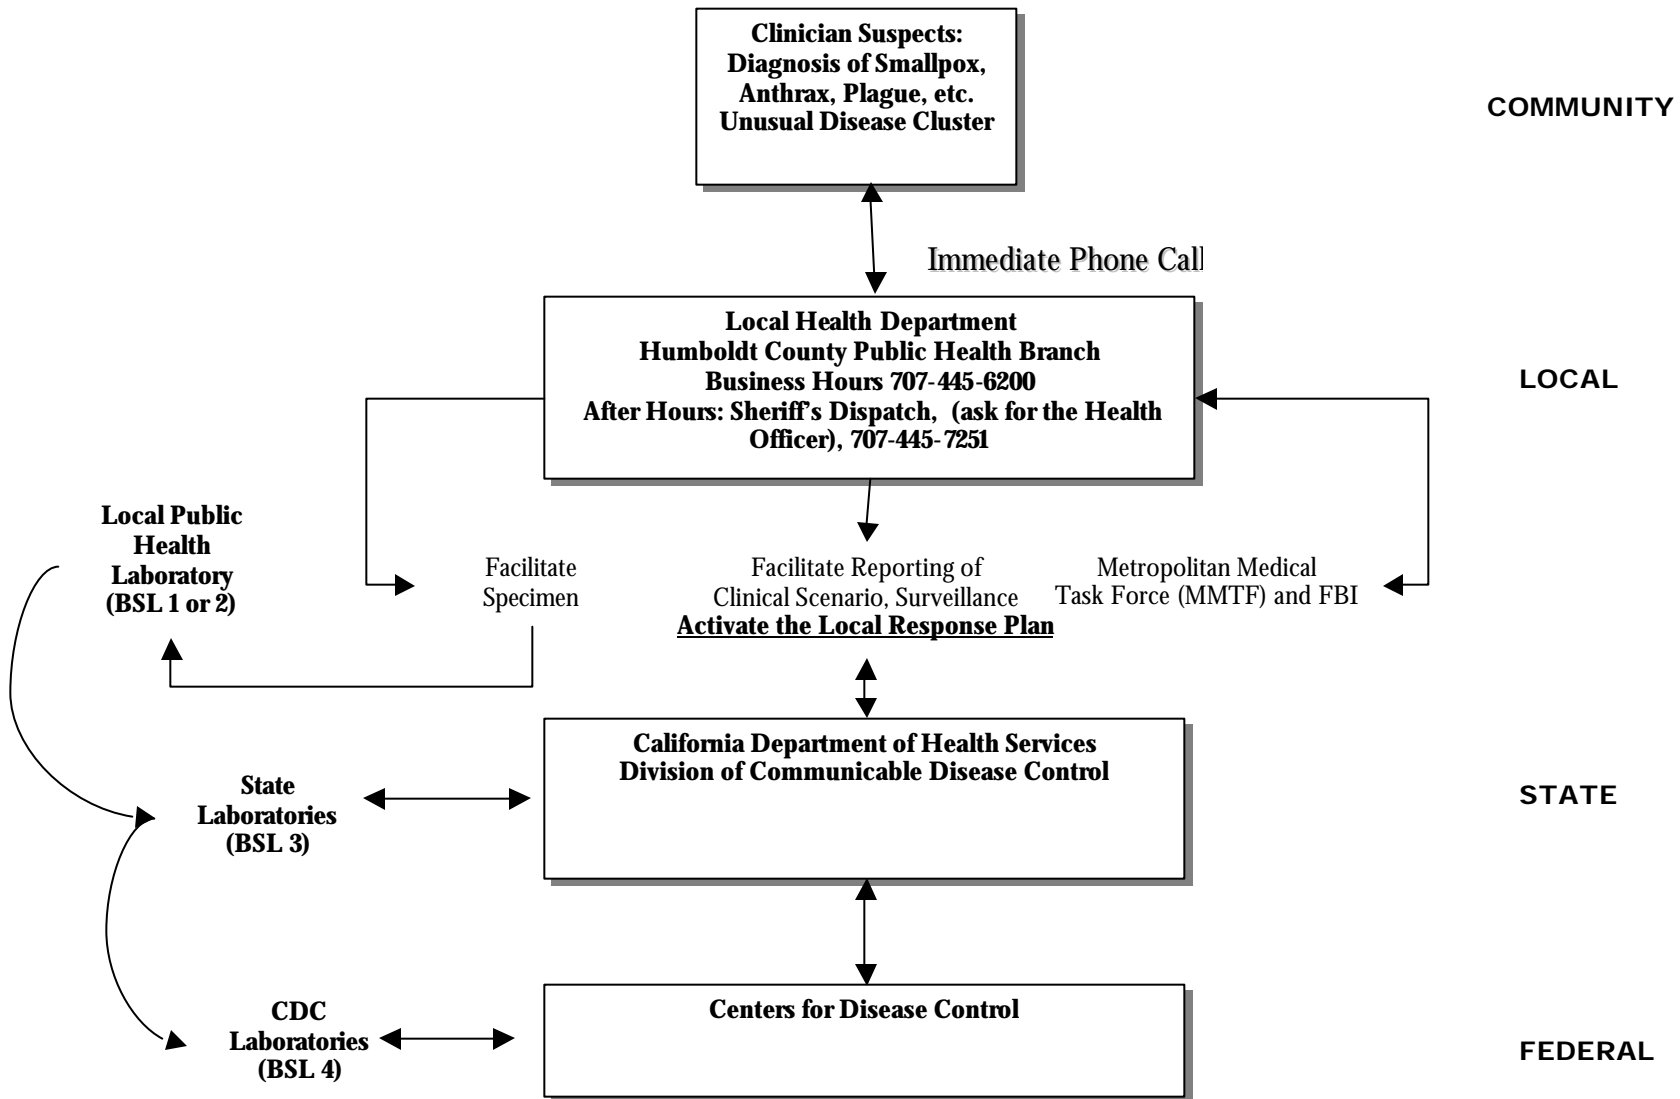 Clinician Suspects:
Diagnosis of Smallpox,
Anthrax, Plague, etc.
Unusual Disease Cluster
COMMUNITY
Immediate Phone Call
Local Health Department
Humboldt County Public Health Branch
Business Hours 707-445-6200
After Hours: Sheriff's Dispatch, (ask for the Health
Officer), 707-445-7251
LOCAL
Local Public
Health
Laboratory
(BSL 1 or 2)
Facilitate
Specimen
Facilitate Reporting of
Clinical Scenario, Surveillance
Activate the Local Response Plan
Metropolitan Medical
Task Force (MMTF) and FBI
California Department of Health Services
Division of Communicable Disease Control
State
Laboratories
(BSL 3)
STATE
CDC
Laboratories
(BSL 4)
Centers for Disease Control
FEDERAL